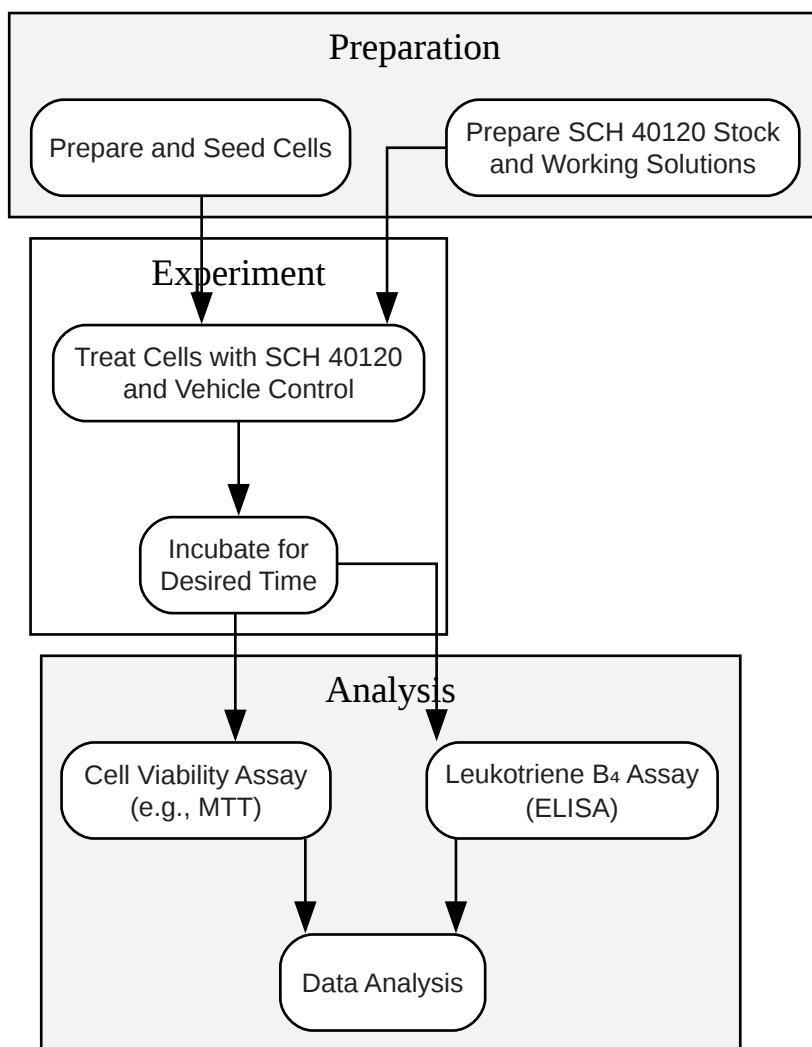 Preparation
Prepare and Seed Cells
Prepare SCH 40120 Stock
and Working Solutions
Experiment
Treat Cells with SCH 40120
and Vehicle Control
Incubate for
Desired Time
Analysis
Cell Viability Assay
(e.g., MTT)
Leukotriene B₄ Assay
(ELISA)
Data Analysis